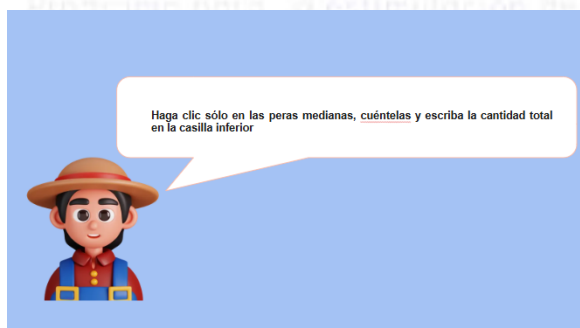 Haga clic sólo en las peras medianas, cuéntelas y escriba la cantidad total
en la casilla inferior